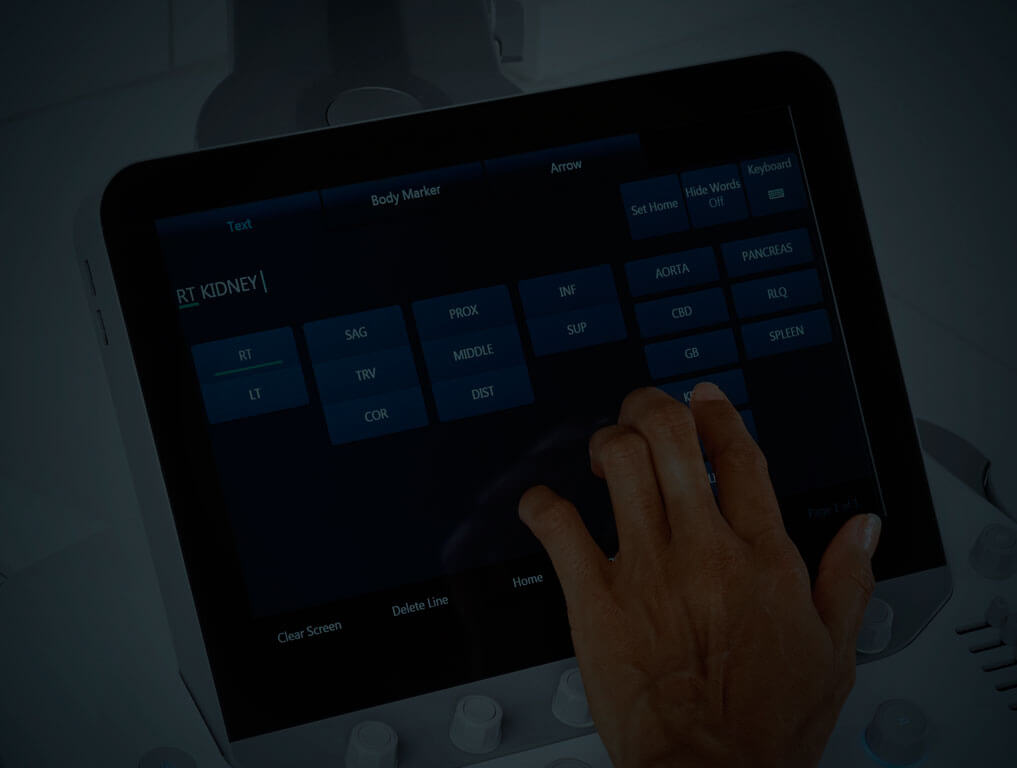 Text
Body Marker
Arrow
Set Home
Hide Words
Off
Keyboard
RT KIDNEY
RT
LT
SAG
TRV
COR
PROX
MIDDLE
DIST
INF
SUP
AORTA
CBD
GB
PANCREAS
RLQ
SPLEEN
Page 1 of 1
Clear Screen
Delete Line
Home